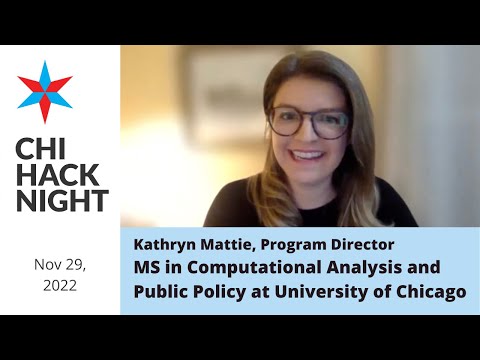 CHI
HACK
NIGHT
Nov 29,
2022
Kathryn Mattie, Program Director
MS in Computational Analysis and
Public Policy at University of Chicago